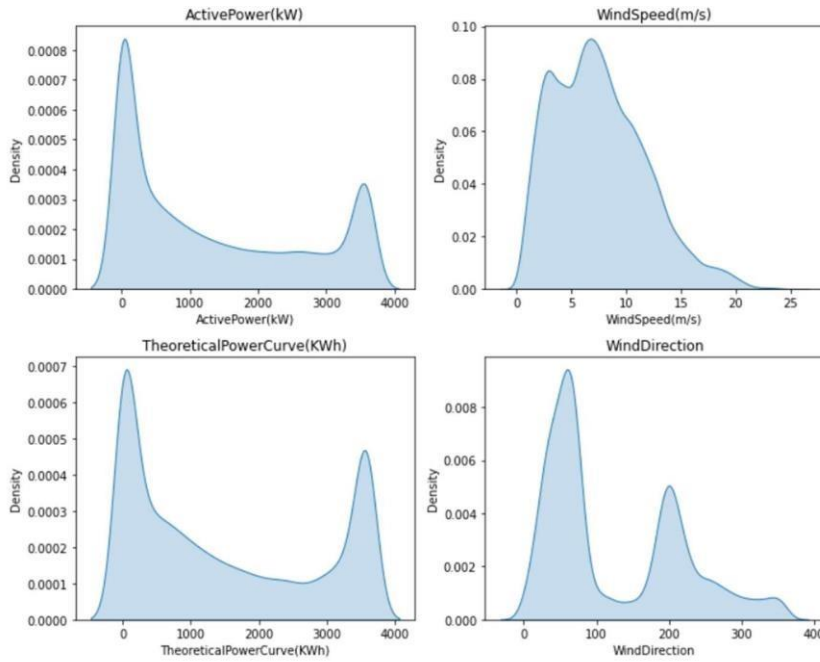 ActivePower(kW)
0.0008
0.0007
0.0006
0.0005
0.0004
0.0003
0.0002
0.0001
0.0000
Density
0 1000 2000 3000 4000
ActivePower(kW)
WindSpeed(m/s)
0.10
0.08
0.06
0.04
0.02
0.00
Density
0 5 10 15 20 25
WindSpeed(m/s)
TheoreticalPowerCurve(KWh)
0.0007
0.0006
0.0005
0.0004
0.0003
0.0002
0.0001
0.0000
Density
0 1000 2000 3000 4000
TheoreticalPowerCurve(KWh)
WindDirection
0.008
0.006
0.004
0.002
0.000
Density
0 100 200 300 400
WindDirection